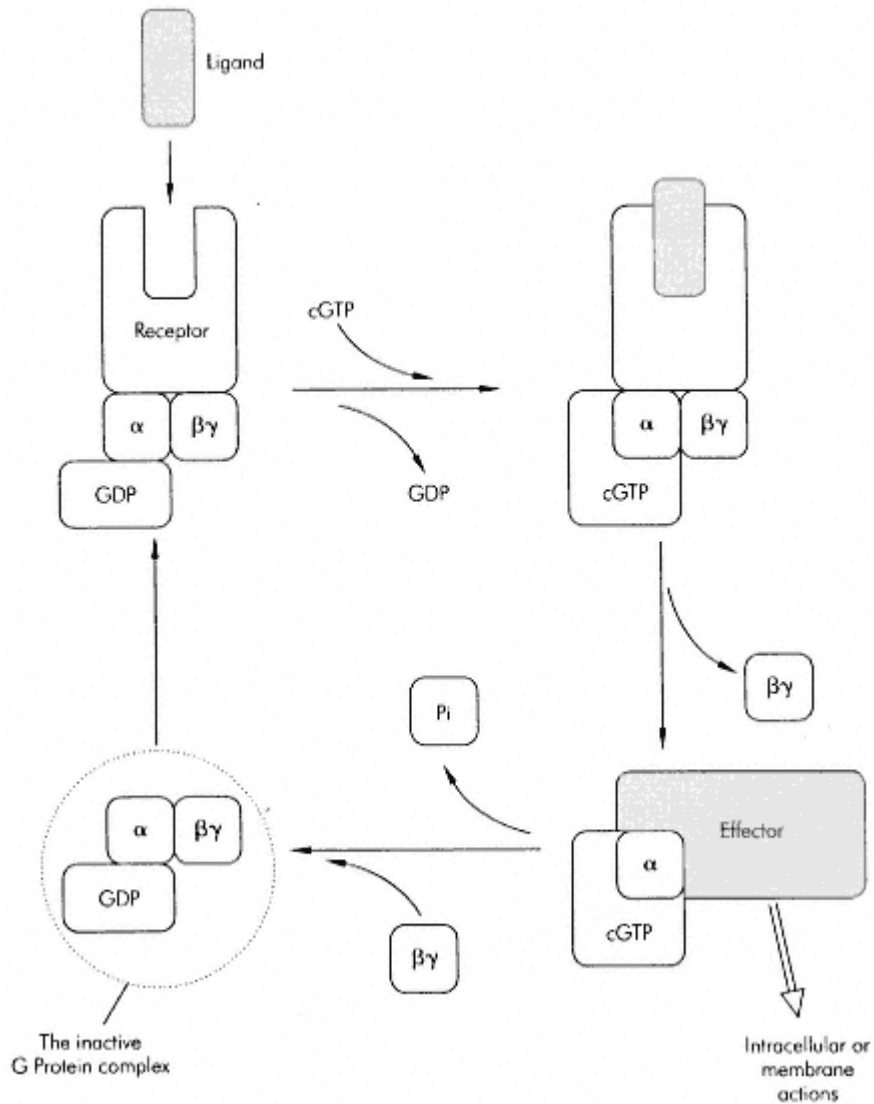 Ligand
Receptor
α
βγ
GDP
cGTP
GDP
α
βγ
cGTP
βγ
Pi
Effector
α
cGTP
α
βγ
GDP
βγ
The inactive
G Protein complex
Intracellular or
membrane
actions